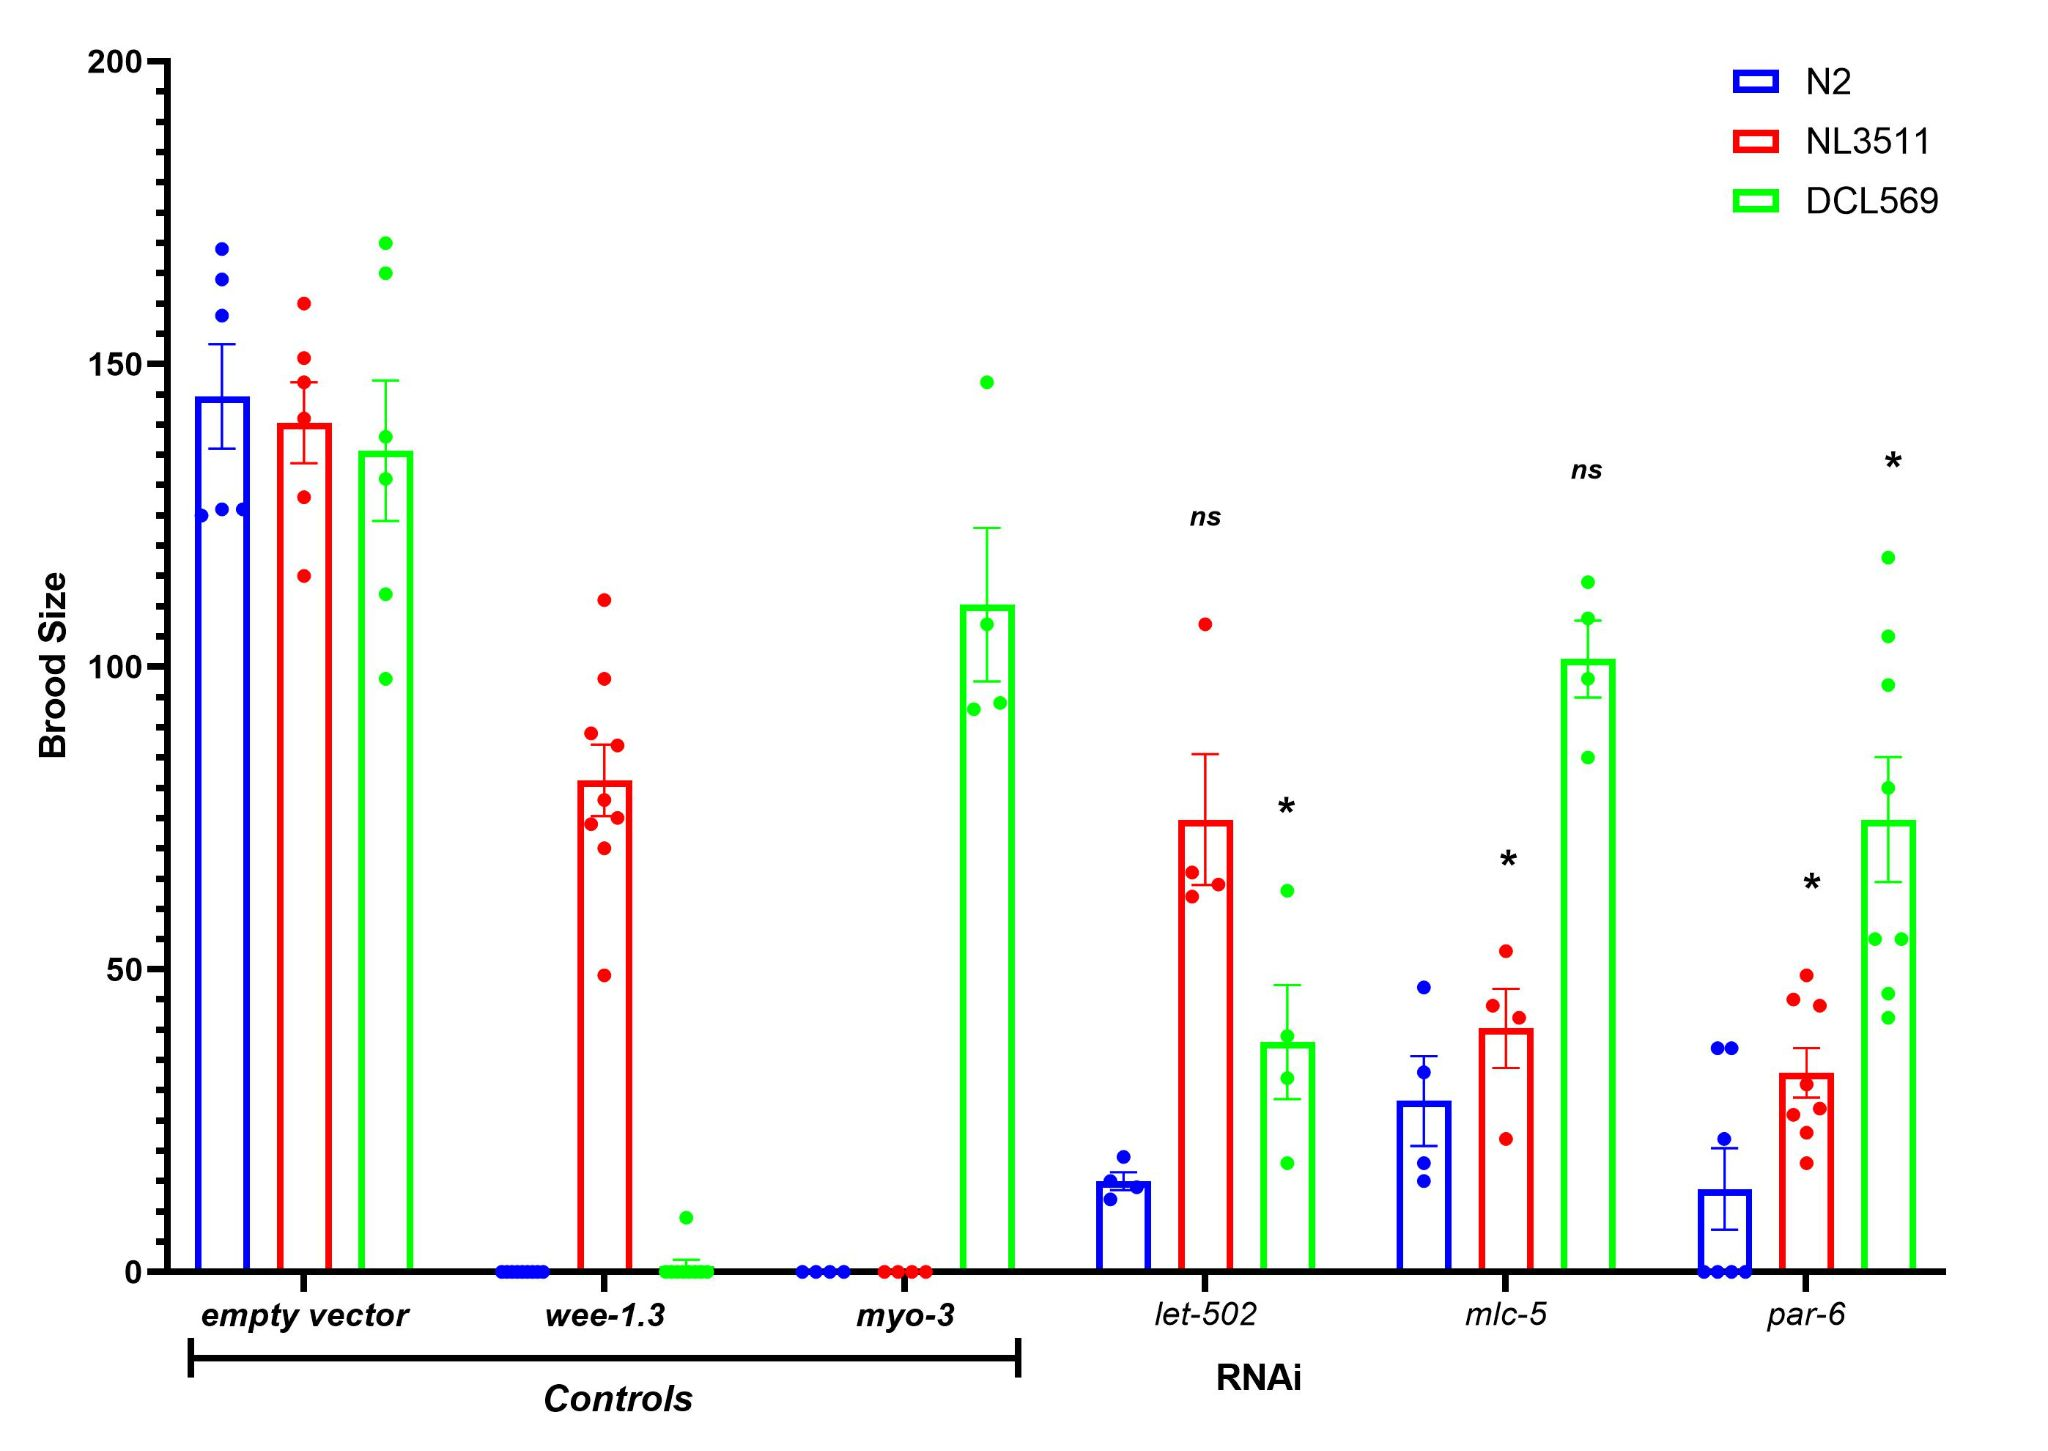 200
150
100
50
0
Brood Size
N2
NL3511
DCL569
ns
*
*
ns
*
*
empty vector
wee-1.3
myo-3
let-502
mlc-5
par-6
Controls
RNAi